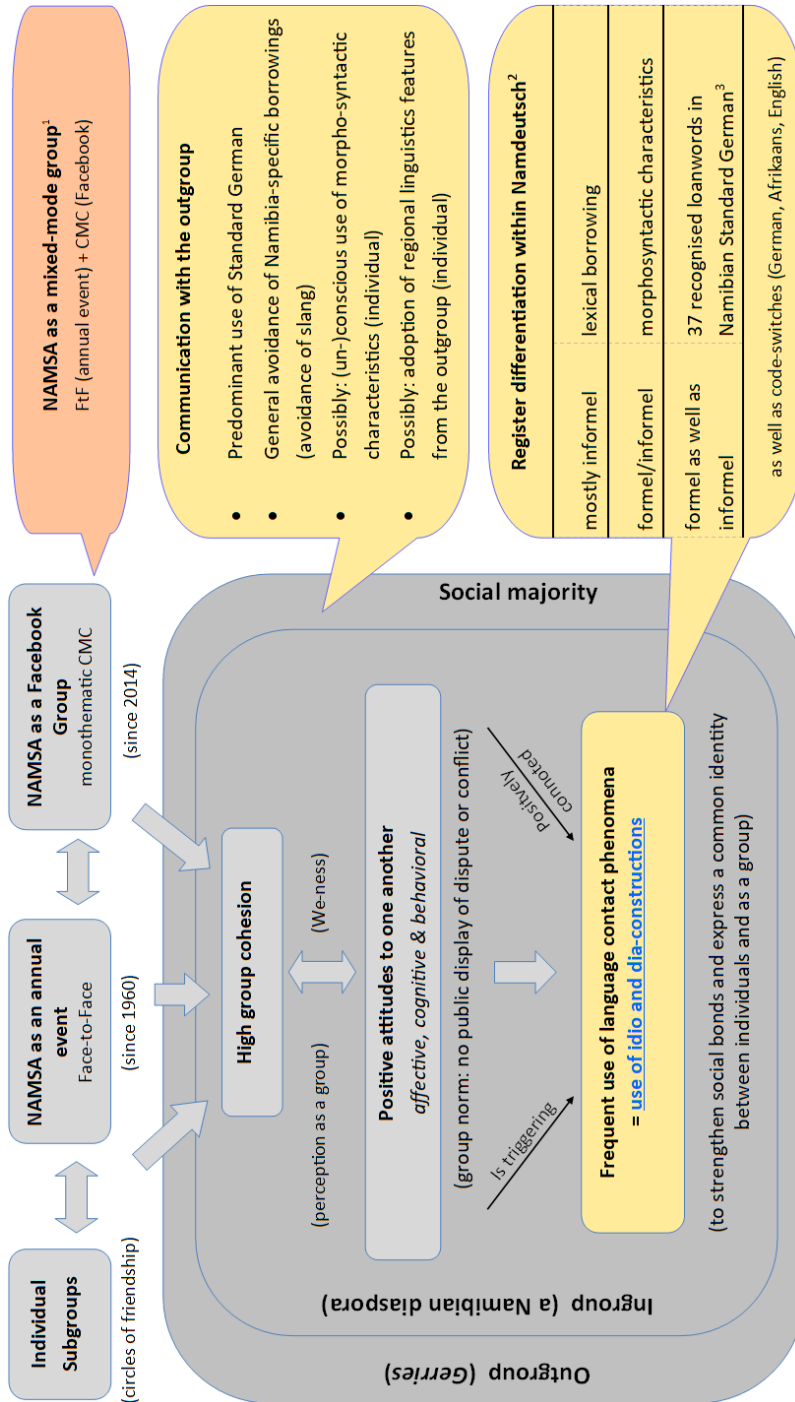 Individual
Subgroups
(circles of friendship)
NAMSA as an annual
event
Face-to-Face
(since 1960)
NAMSA as a Facebook
Group
monothematic CMC
(since 2014)
NAMSA as a mixed-mode group¹
FtF (annual event) + CMC (Facebook)
Outgroup (Gerries)
Ingroup (a Namibian diaspora)
Social majority
High group cohesion
(perception as a group)
(We-ness)
Positive attitudes to one another
affective, cognitive & behavioral
(group norm: no public display of dispute or conflict)
Is triggering
Positvely
connoted
Frequent use of language contact phenomena
= use of idio and dia-constructions
(to strengthen social bonds and express a common identity
between individuals and as a group)
Communication with the outgroup
• Predominant use of Standard German
• General avoidance of Namibia-specific borrowings
(avoidance of slang)
• Possibly: (un-)conscious use of morpho-syntactic
characteristics (individual)
• Possibly: adoption of regional linguistics features
from the outgroup (individual)
Register differentiation within Namdeutsch²
mostly informel lexical borrowing
formel/informel morphosyntactic characteristics
formel as well as 37 recognised loanwords in
informel Namibian Standard German³
as well as code-switches (German, Afrikaans, English)